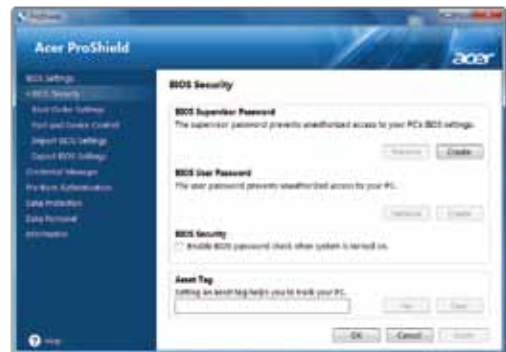 ProShield
Acer ProShield
acer
BIOS Settings
BIOS Security
Boot Order Settings
Port and Device Control
Import BIOS Settings
Export BIOS Settings
Credential Manager
Pre-Boot Authentication
Data Protection
Data Removal
Information
Help
BIOS Security
BIOS Supervisor Password
The supervisor password prevents unauthorized access to your PC's BIOS settings.
Remove Create
BIOS User Password
The user password prevents unauthorized access to your PC.
Remove Create
BIOS Security
Enable BIOS password check when system is turned on.
Asset Tag
Setting an asset tag helps you to track your PC.
Clear
OK Cancel